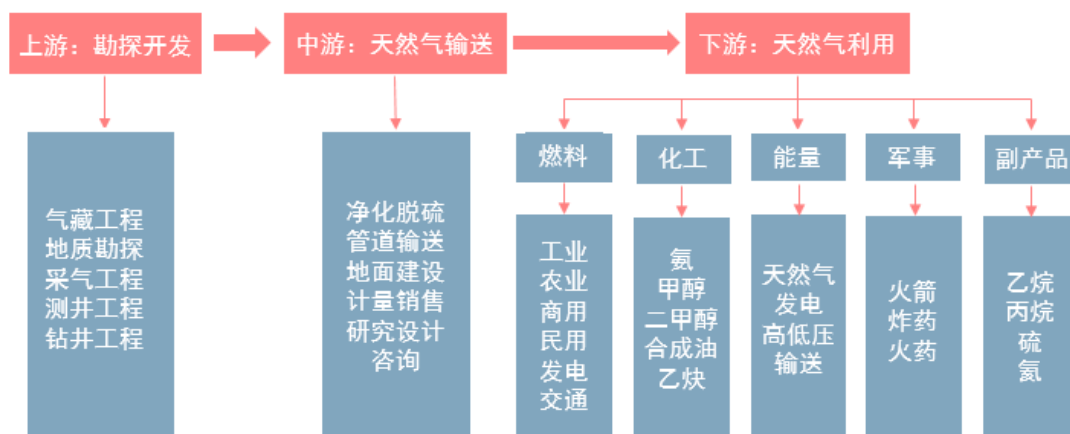 上游：勘探开发
中游：天然气输送
下游：天然气利用
气藏工程
地质勘探
采气工程
测井工程
钻井工程
净化脱硫
管道输送
地面建设
计量销售
研究设计
咨询
燃料
化工
能量
军事
副产品
工业
农业
商用
民用
发电
交通
氨
甲醇
二甲醇
合成油
乙炔
天然气
发电
高低压
输送
火箭
炸药
火药
乙烷
丙烷
硫
氦